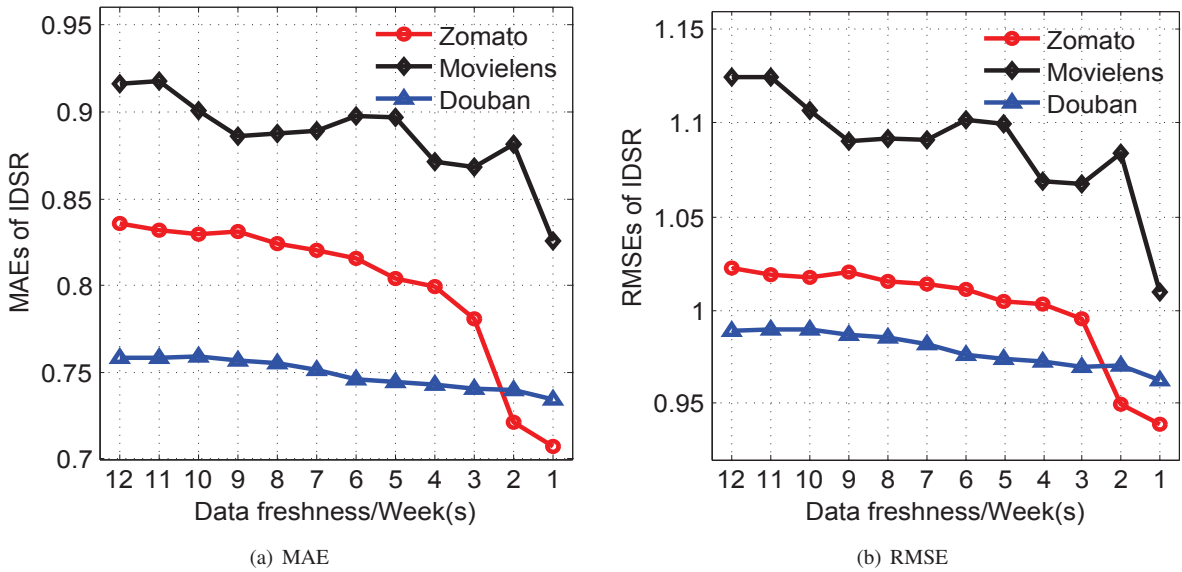 0.95
0.9
0.85
0.8
0.75
0.7
MAEs of IDSR
Zomato
Movielens
Douban
12 11 10 9 8 7 6 5 4 3 2 1
Data freshness/Week(s)
(a) MAE
1.15
1.1
1.05
1
0.95
RMSEs of IDSR
Zomato
Movielens
Douban
12 11 10 9 8 7 6 5 4 3 2 1
Data freshness/Week(s)
(b) RMSE